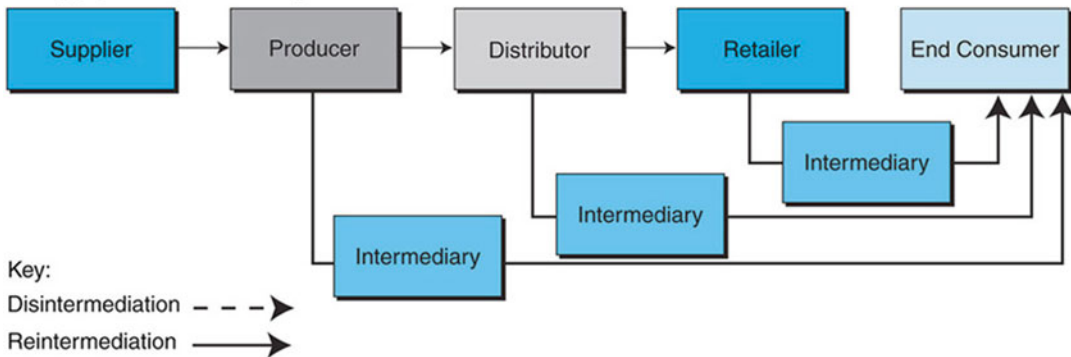 Supplier
Producer
Distributor
Retailer
End Consumer
Intermediary
Intermediary
Intermediary
Key:
Disintermediation
Reintermediation